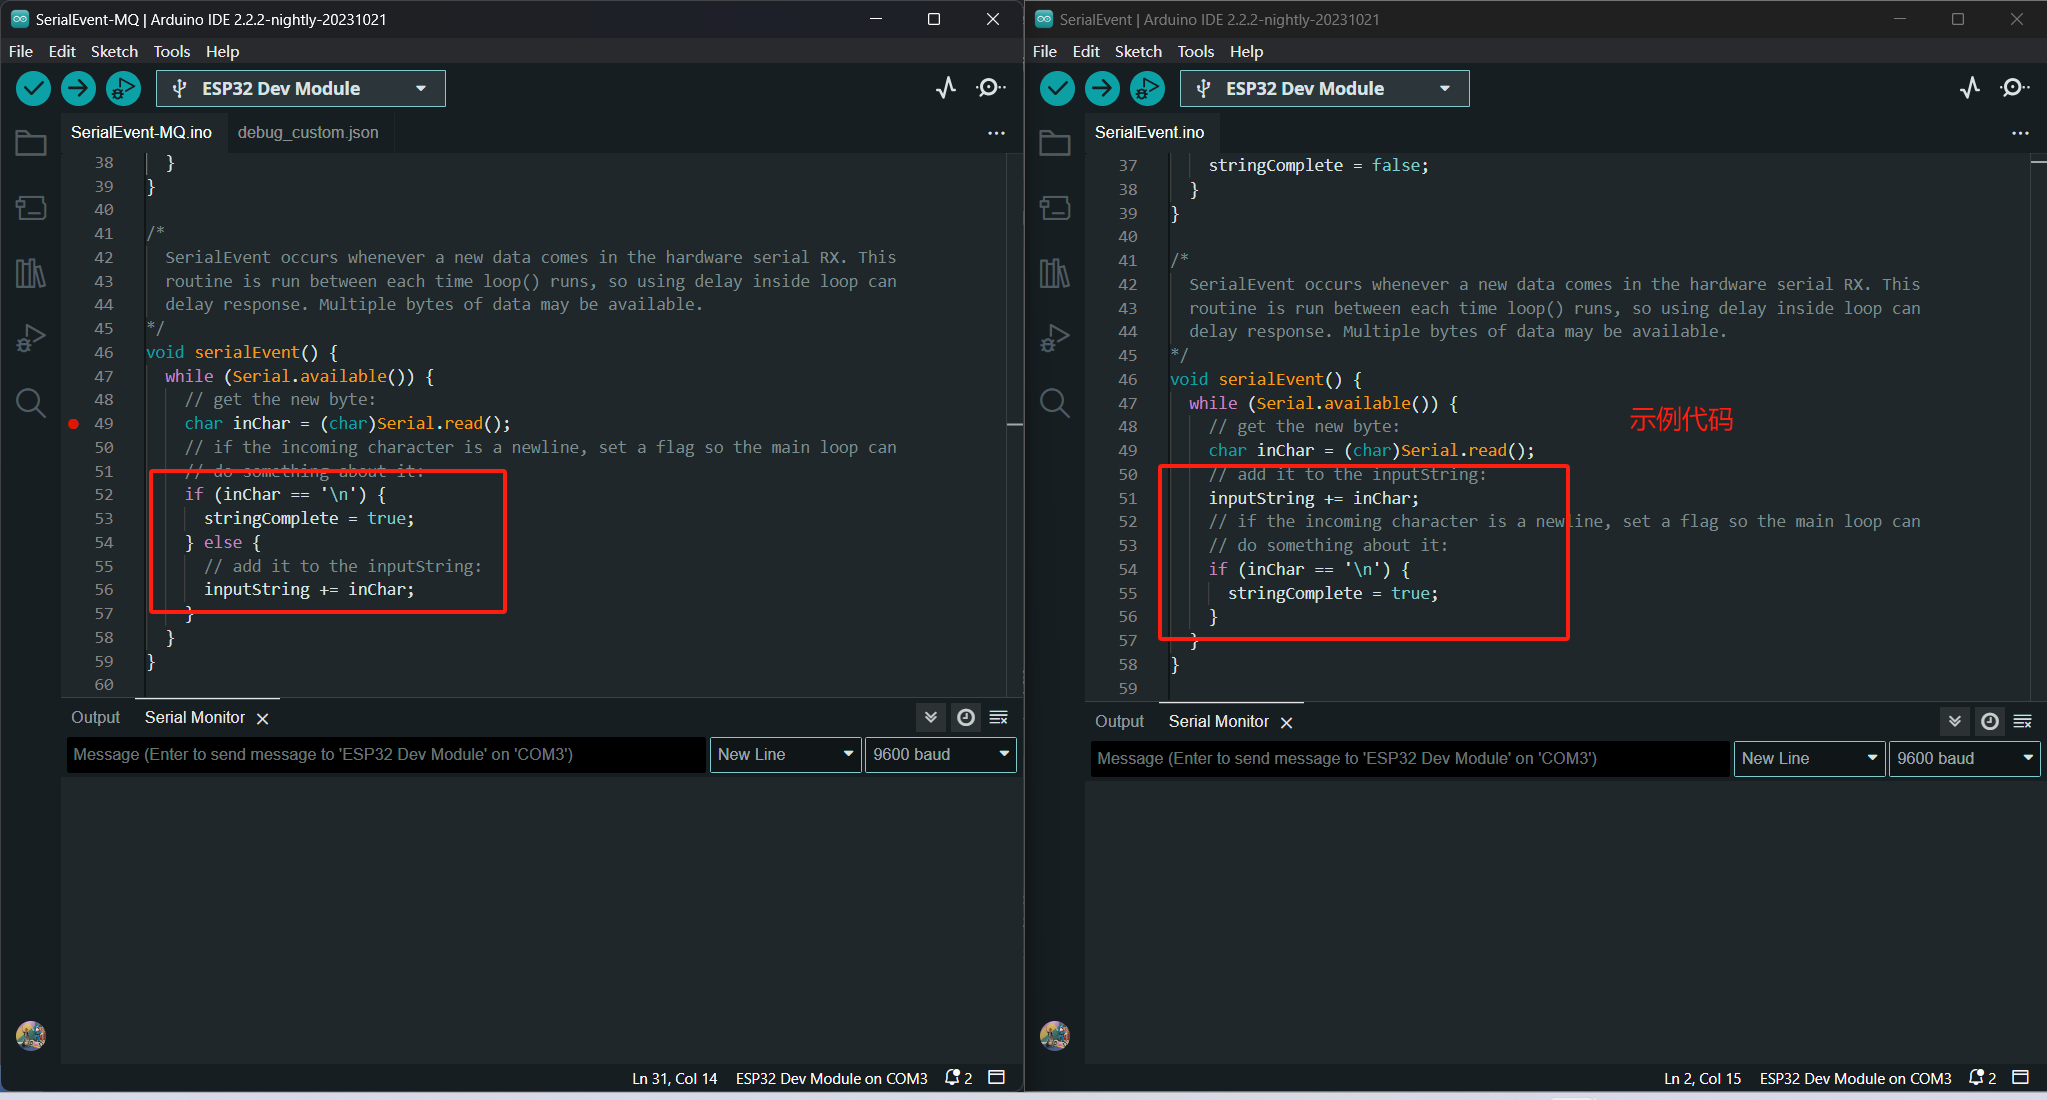 SerialEvent-MQ | Arduino IDE 2.2.2-nightly-20231021
File Edit Sketch Tools Help
ESP32 Dev Module
SerialEvent-MQ.ino debug_custom.json
38 }
39 }
40
41 /*
42 SerialEvent occurs whenever a new data comes in the hardware serial RX. This
43 routine is run between each time loop() runs, so using delay inside loop can
44 delay response. Multiple bytes of data may be available.
45 */
46 void serialEvent() {
47 while (Serial.available()) {
48 // get the new byte:
49 char inChar = (char)Serial.read();
50 // if the incoming character is a newline, set a flag so the main loop can
51 // do something about it:
52 if (inChar == '\n') {
53 stringComplete = true;
54 } else {
55 // add it to the inputString:
56 inputString += inChar;
57 }
58 }
59 }
60
Output Serial Monitor
Message (Enter to send message to 'ESP32 Dev Module' on 'COM3') New Line 9600 baud
Ln 31, Col 14 ESP32 Dev Module on COM3 2
SerialEvent | Arduino IDE 2.2.2-nightly-20231021
File Edit Sketch Tools Help
ESP32 Dev Module
SerialEvent.ino
37 stringComplete = false;
38 }
39 }
40
41 /*
42 SerialEvent occurs whenever a new data comes in the hardware serial RX. This
43 routine is run between each time loop() runs, so using delay inside loop can
44 delay response. Multiple bytes of data may be available.
45 */
46 void serialEvent() {
47 while (Serial.available()) {
示例代码
48 // get the new byte:
49 char inChar = (char)Serial.read();
50 // add it to the inputString:
51 inputString += inChar;
52 // if the incoming character is a newline, set a flag so the main loop can
53 // do something about it:
54 if (inChar == '\n') {
55 stringComplete = true;
56 }
57 }
58 }
59
Output Serial Monitor
Message (Enter to send message to 'ESP32 Dev Module' on 'COM3') New Line 9600 baud
Ln 2, Col 15 ESP32 Dev Module on COM3 2